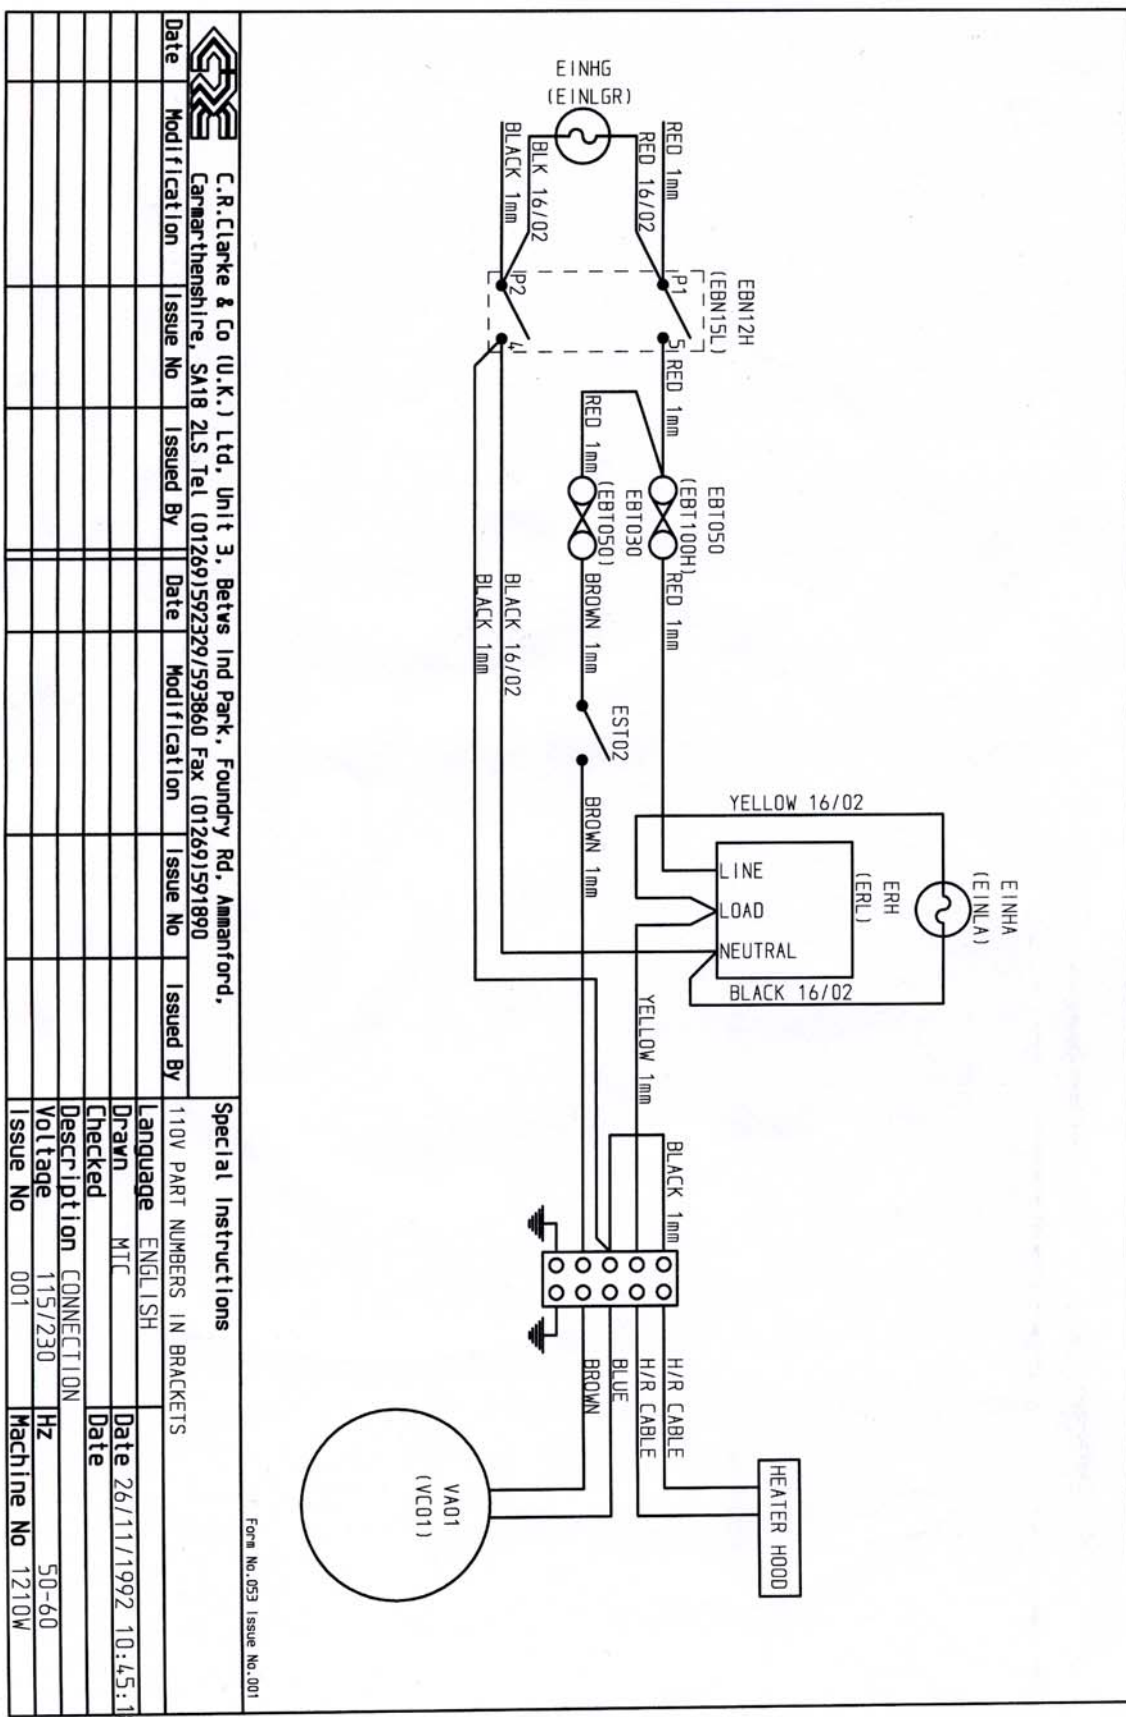 EINHG
(EINLGR)
RED 1mm
RED 16/02
BLK 16/02
BLACK 1mm
EBN12H
(EBN15L)
P1
5
P2
4
RED 1mm
RED 1mm
EBT050
(EBT100H)
EBT030
(EBT050)
RED 1mm
BROWN 1mm
BLACK 16/02
BLACK 1mm
EST02
BROWN 1mm
YELLOW 16/02
EINHA
(EINLA)
ERH
(ERL)
LINE
LOAD
NEUTRAL
BLACK 16/02
YELLOW 1mm
BLACK 1mm
H/R CABLE
H/R CABLE
BLUE
BROWN
HEATER HOOD
VA01
(VC01)
Form No.053 Issue No.001
C.R.Clarke & Co (U.K.) Ltd, Unit 3, Betws Ind Park, Foundry Rd, Ammanford,
Carmarthenshire, SA18 2LS Tel (01269)592329/593860 Fax (01269)591890
Date Modification Issue No Issued By Date Modification Issue No Issued By
Special Instructions
110V PART NUMBERS IN BRACKETS
Language ENGLISH
Drawn MTC Date 26/11/1992 10:45:1
Checked Date
Description CONNECTION
Voltage 115/230 Hz 50-60
Issue No 001 Machine No 1210W